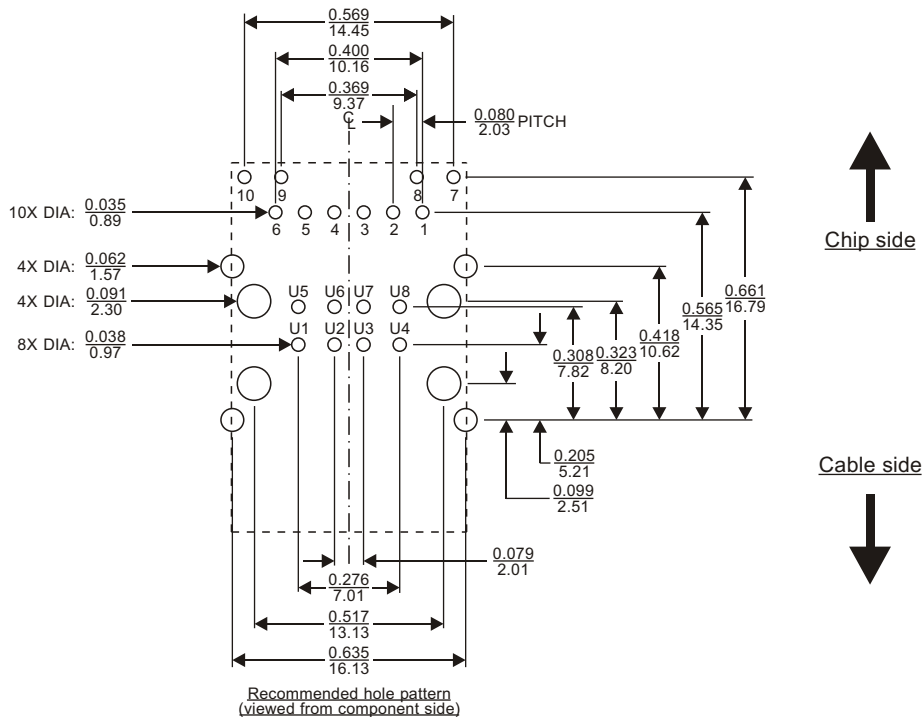 0.569
14.45
0.400
10.16
0.369
9.37
℄
0.080
2.03 PITCH
10 9 8 7
10X DIA: 0.035
0.89
6 5 4 3 2 1
Chip side
4X DIA: 0.062
1.57
4X DIA: 0.091
2.30
U5 U6 U7 U8
8X DIA: 0.038
0.97
U1 U2 U3 U4
0.308
7.82
0.323
8.20
0.418
10.62
0.565
14.35
0.661
16.79
0.205
5.21
Cable side
0.099
2.51
0.079
2.01
0.276
7.01
0.517
13.13
0.635
16.13
Recommended hole pattern
(viewed from component side)